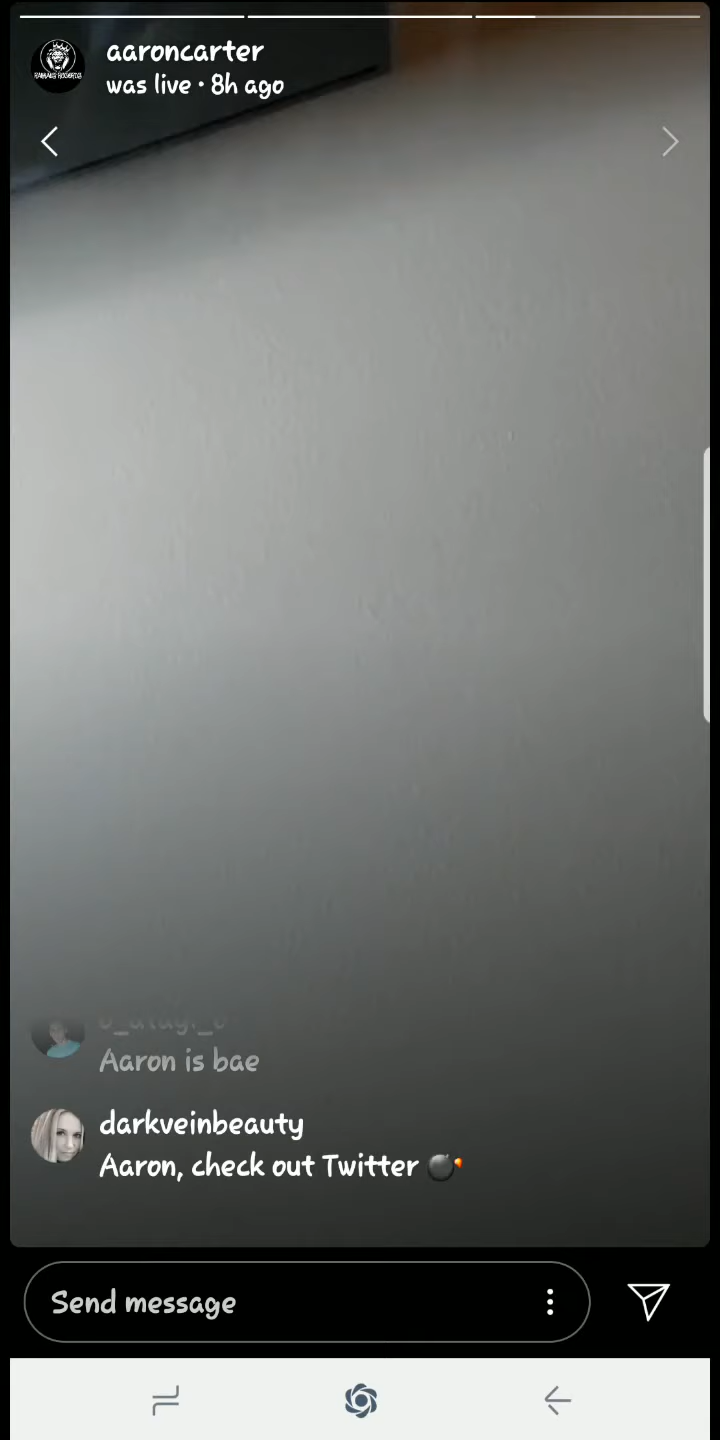 aaroncarter
was live • 8h ago
Aaron is bae
darkveinbeauty
Aaron, check out Twitter 💣
Send message